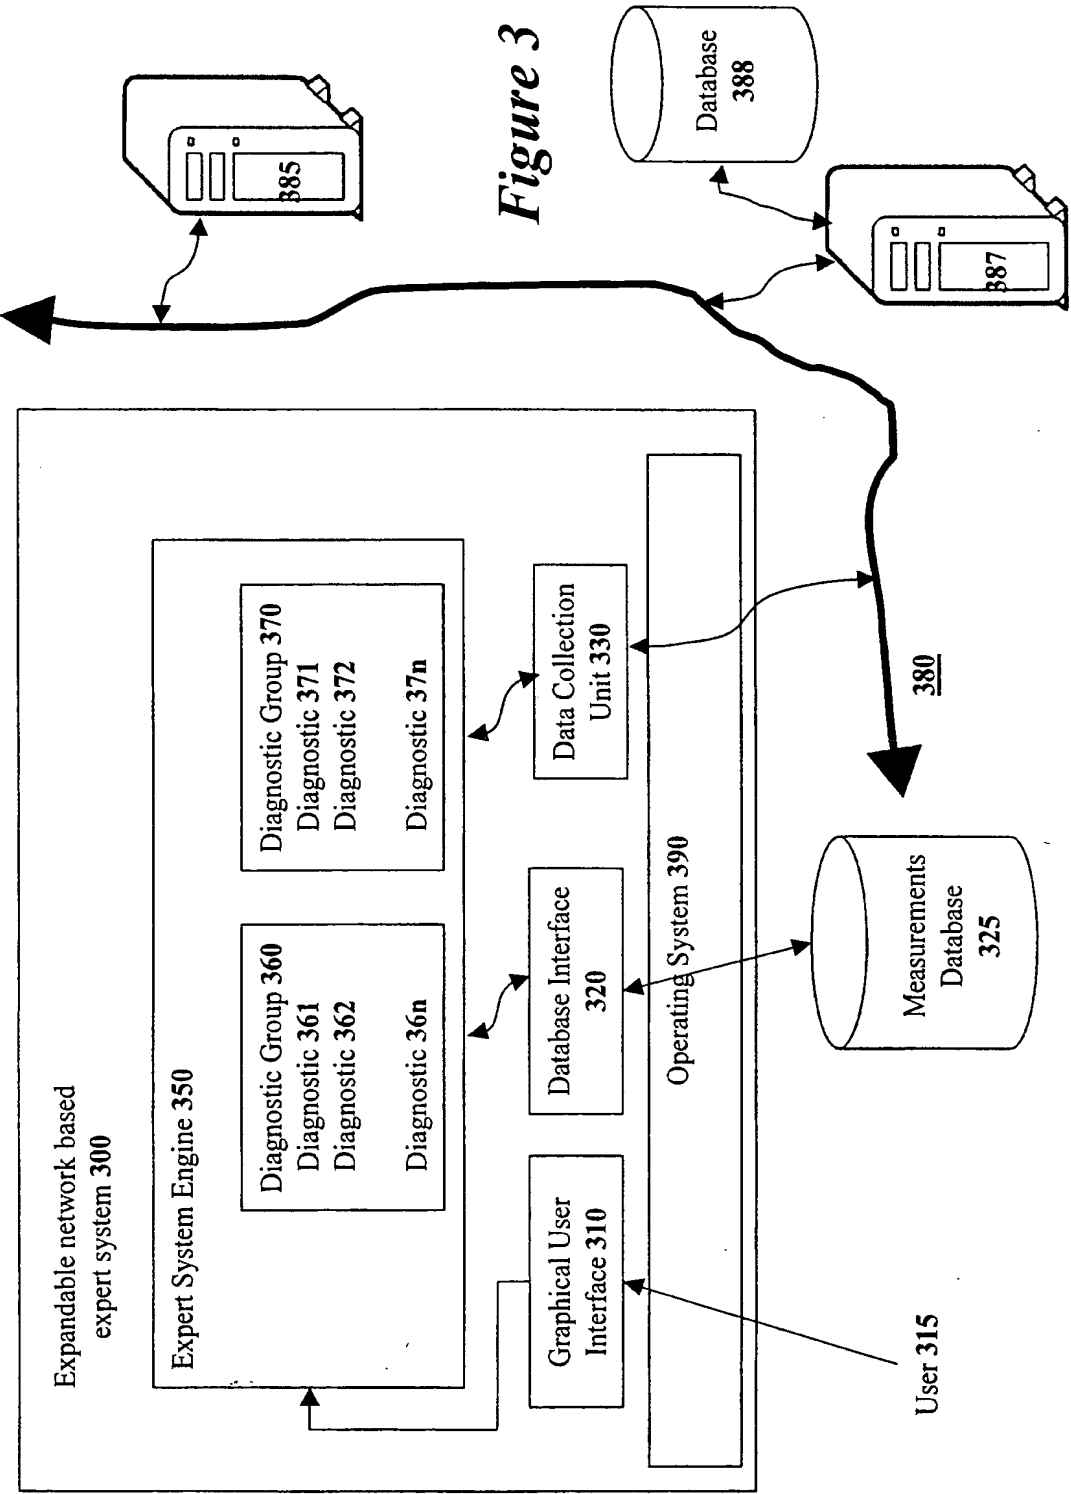 Expandable network based
expert system 300
Expert System Engine 350
Diagnostic Group 360
Diagnostic 361
Diagnostic 362
Diagnostic 36n
Diagnostic Group 370
Diagnostic 371
Diagnostic 372
Diagnostic 37n
Graphical User
Interface 310
Database Interface
320
Data Collection
Unit 330
Operating System 390
User 315
Measurements
Database
325
380
385
387
Database
388
Figure 3